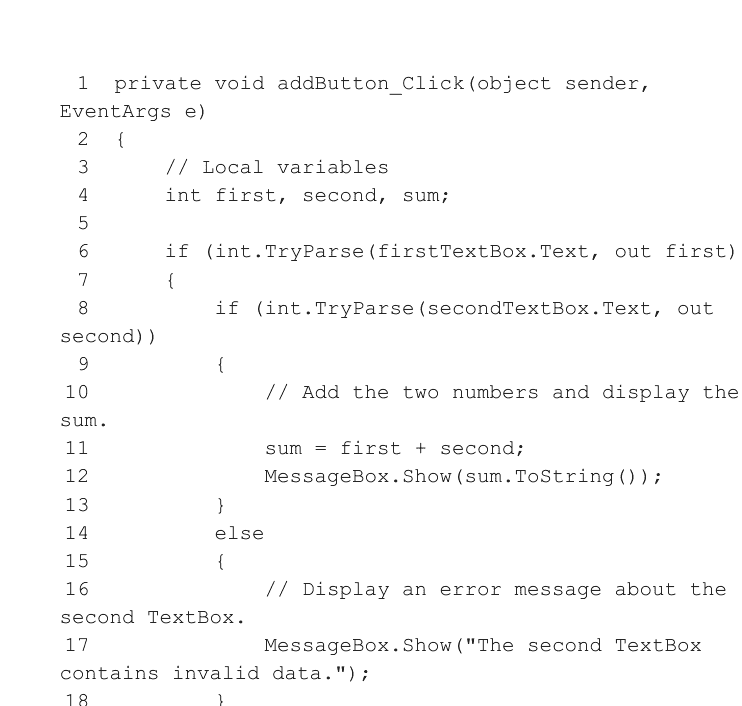 1  private void addButton_Click(object sender,
EventArgs e)
2  {
3      // Local variables
4      int first, second, sum;
5
6      if (int.TryParse(firstTextBox.Text, out first)
7      {
8          if (int.TryParse(secondTextBox.Text, out
second))
9          {
10              // Add the two numbers and display the
sum.
11              sum = first + second;
12              MessageBox.Show(sum.ToString());
13          }
14          else
15          {
16              // Display an error message about the
second TextBox.
17              MessageBox.Show("The second TextBox
contains invalid data.");
18          }